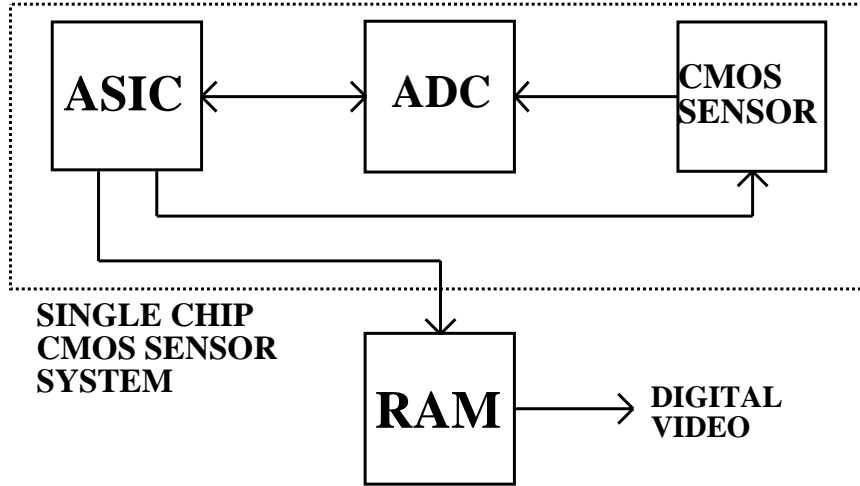 ASIC
ADC
CMOS
SENSOR
SINGLE CHIP
CMOS SENSOR
SYSTEM
RAM
DIGITAL
VIDEO